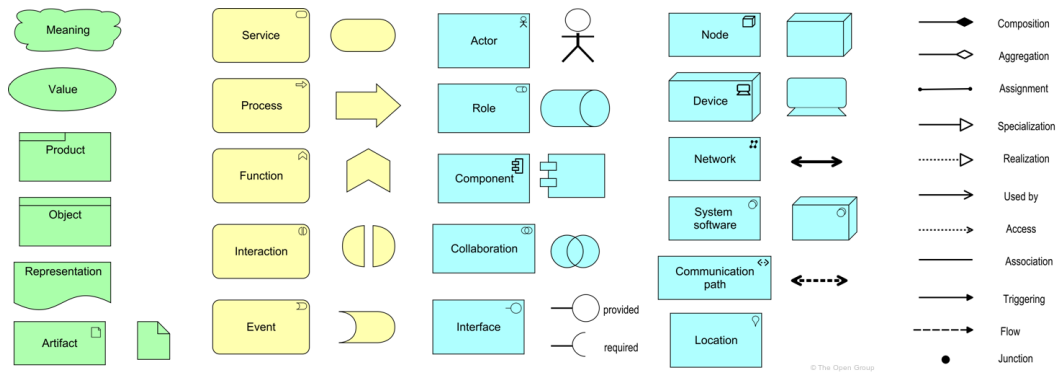 Meaning
Value
Product
Object
Representation
Artifact
Service
Process
Function
Interaction
Event
Actor
Role
Component
Collaboration
Interface
provided
required
Node
Device
Network
System
software
Communication
path
Location
© The Open Group
Composition
Aggregation
Assignment
Specialization
Realization
Used by
Access
Association
Triggering
Flow
Junction